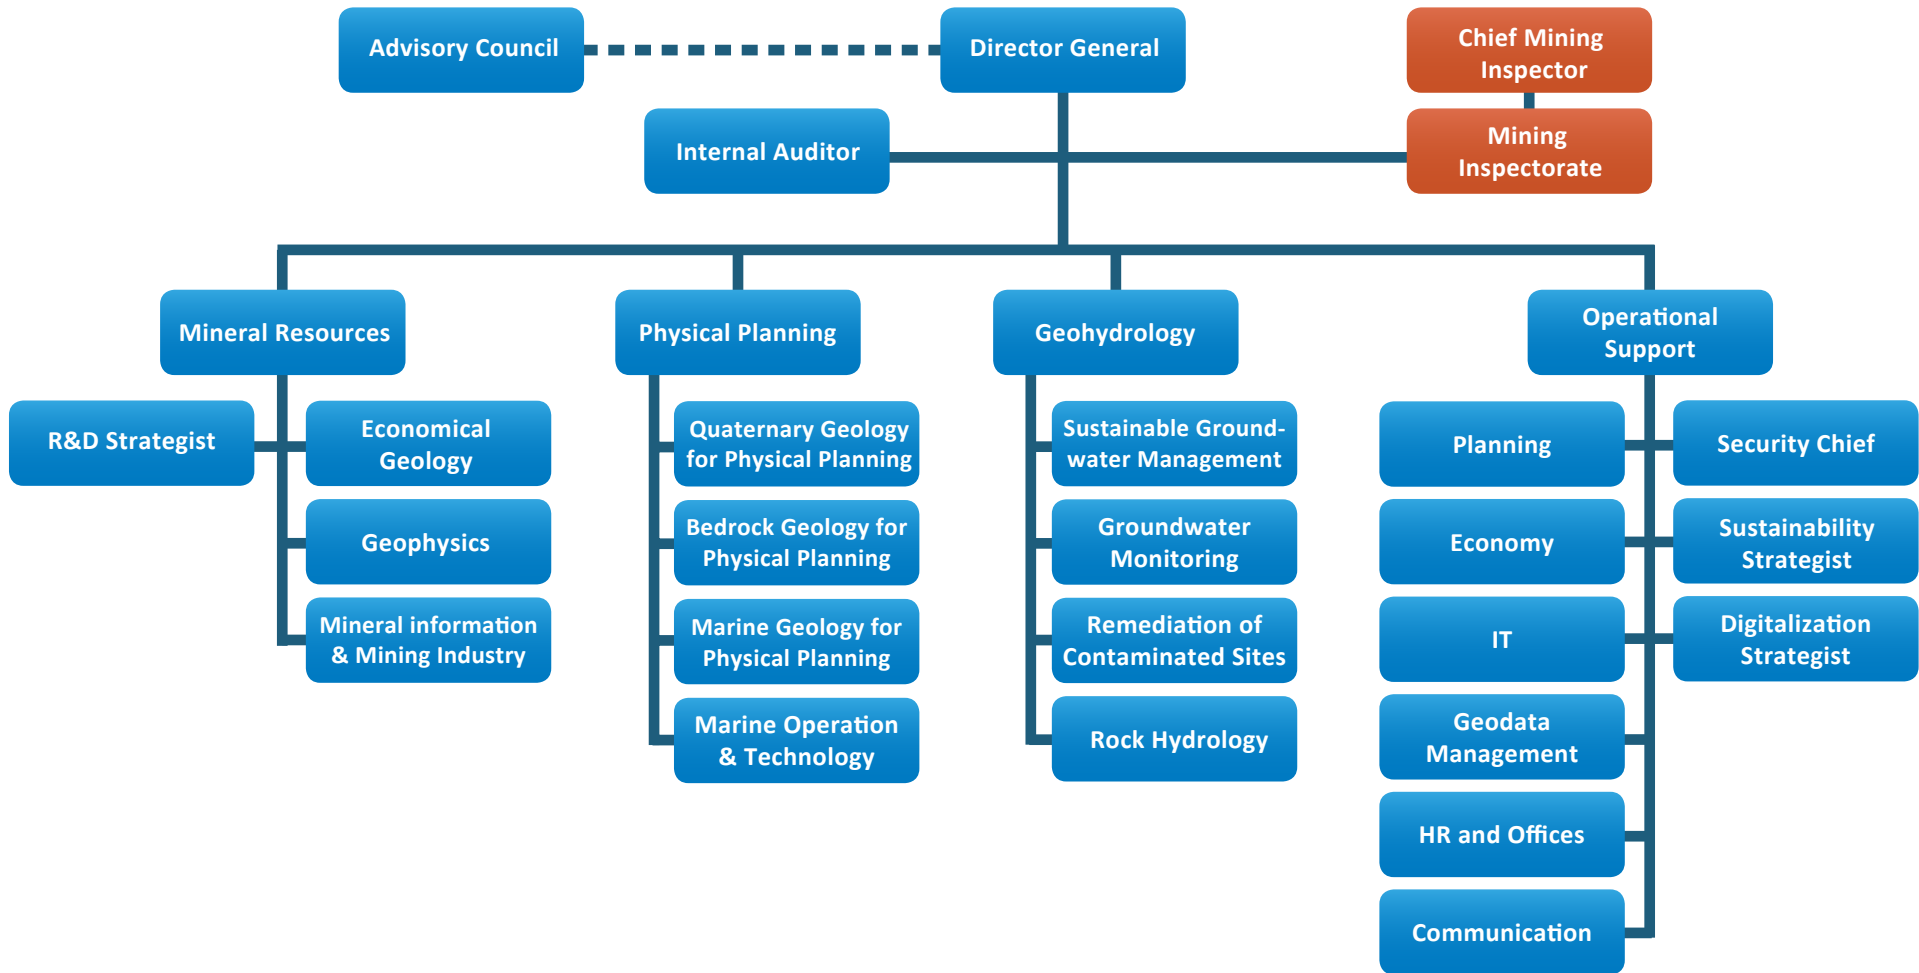 Advisory Council
Director General
Chief Mining
Inspector
Internal Auditor
Mining
Inspectorate
Mineral Resources
Physical Planning
Geohydrology
Operational
Support
R&D Strategist
Economical
Geology
Geophysics
Mineral information
& Mining Industry
Quaternary Geology
for Physical Planning
Bedrock Geology for
Physical Planning
Marine Geology for
Physical Planning
Marine Operation
& Technology
Sustainable Ground-
water Management
Groundwater
Monitoring
Remediation of
Contaminated Sites
Rock Hydrology
Planning
Economy
IT
Geodata
Management
HR and Offices
Communication
Security Chief
Sustainability
Strategist
Digitalization
Strategist